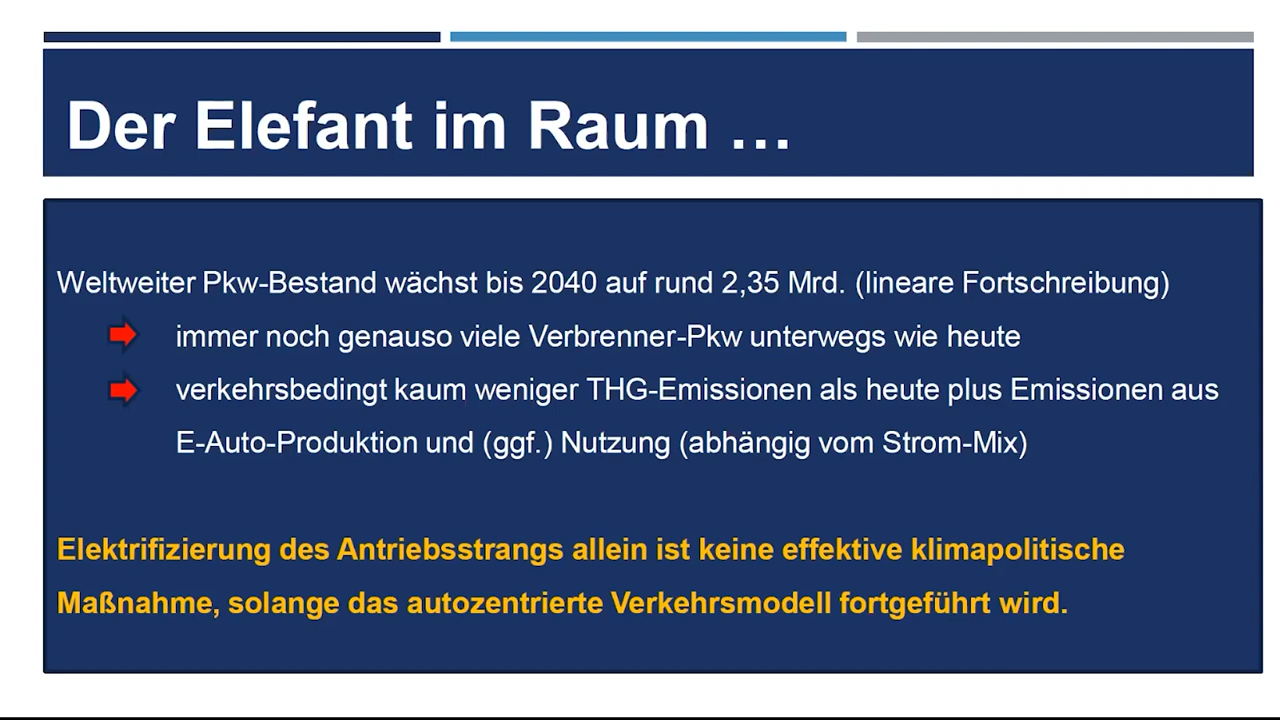 Der Elefant im Raum …
Weltweiter Pkw-Bestand wächst bis 2040 auf rund 2,35 Mrd. (lineare Fortschreibung)
immer noch genauso viele Verbrenner-Pkw unterwegs wie heute
verkehrsbedingt kaum weniger THG-Emissionen als heute plus Emissionen aus
E-Auto-Produktion und (ggf.) Nutzung (abhängig vom Strom-Mix)
Elektrifizierung des Antriebsstrangs allein ist keine effektive klimapolitische
Maßnahme, solange das autozentrierte Verkehrsmodell fortgeführt wird.